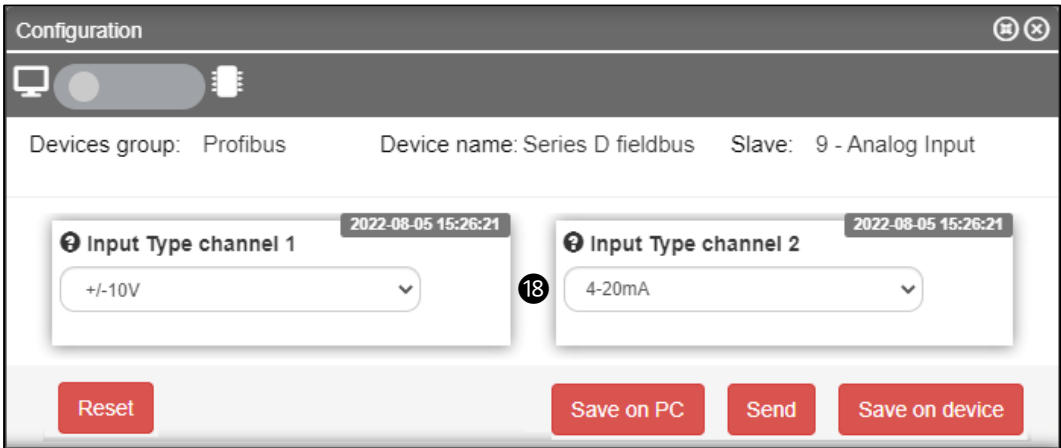 Configuration
Devices group: Profibus Device name: Series D fieldbus Slave: 9 - Analog Input
2022-08-05 15:26:21
Input Type channel 1
+/-10V
18
2022-08-05 15:26:21
Input Type channel 2
4-20mA
Reset Save on PC Send Save on device